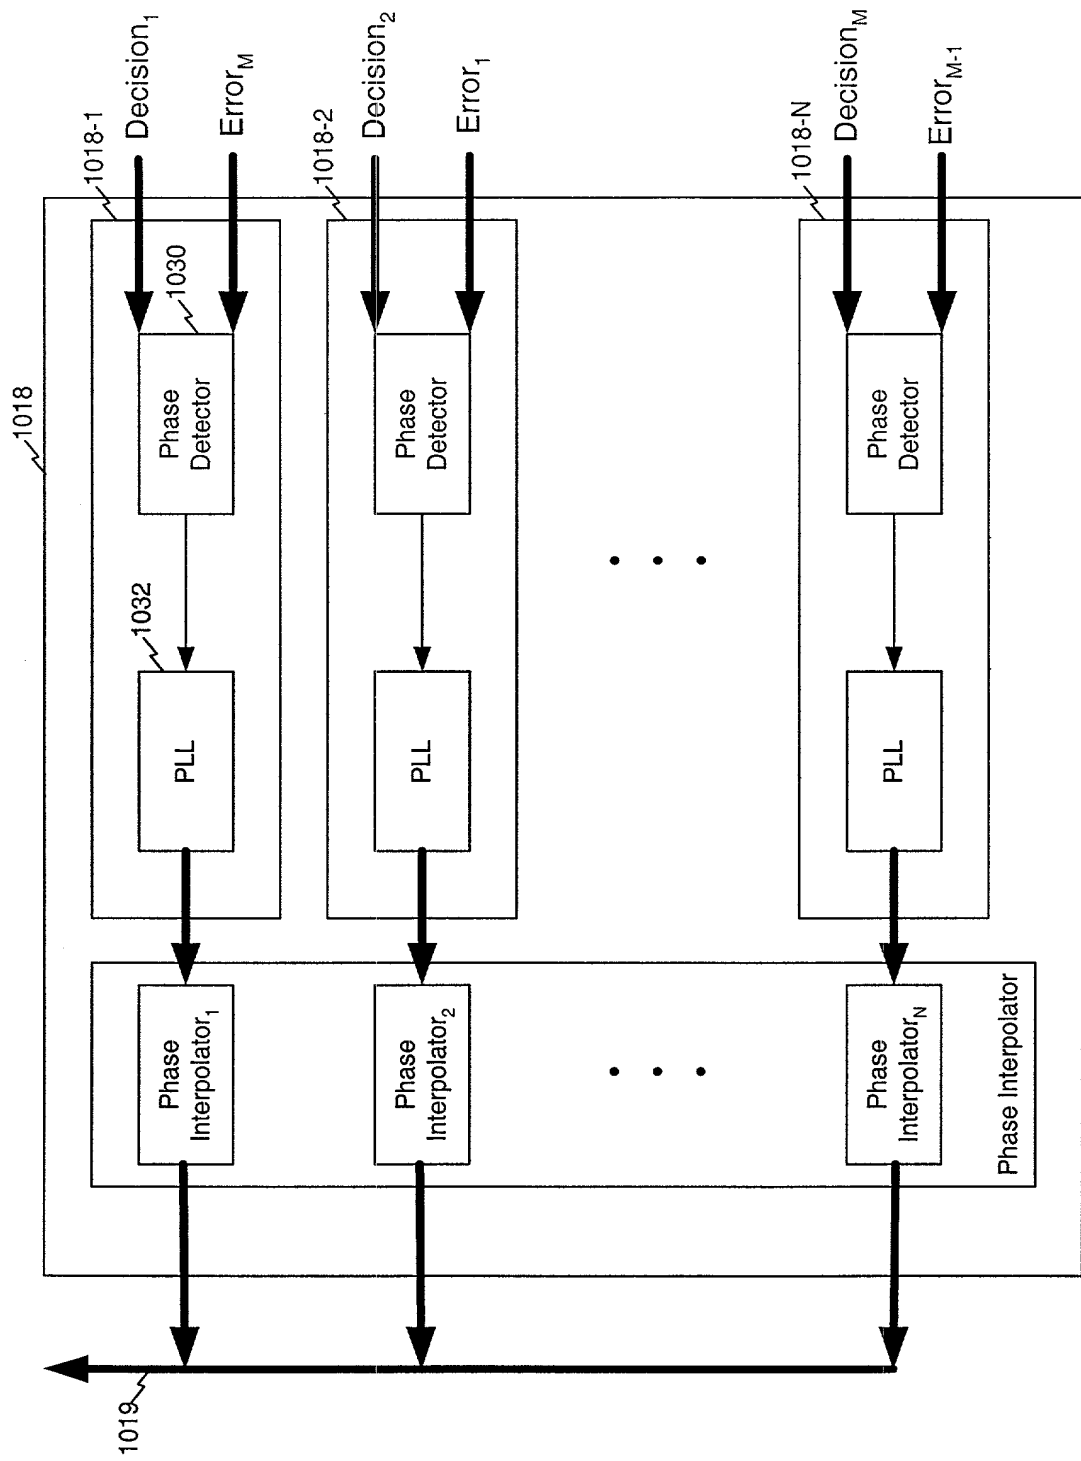 1018
1018-1
Decision1
ErrorM
1030
Phase
Detector
1032
PLL
Phase
Interpolator1
1018-2
Decision2
Error1
Phase
Detector
PLL
Phase
Interpolator2
1018-N
DecisionM
ErrorM-1
Phase
Detector
PLL
Phase
InterpolatorN
Phase Interpolator
1019